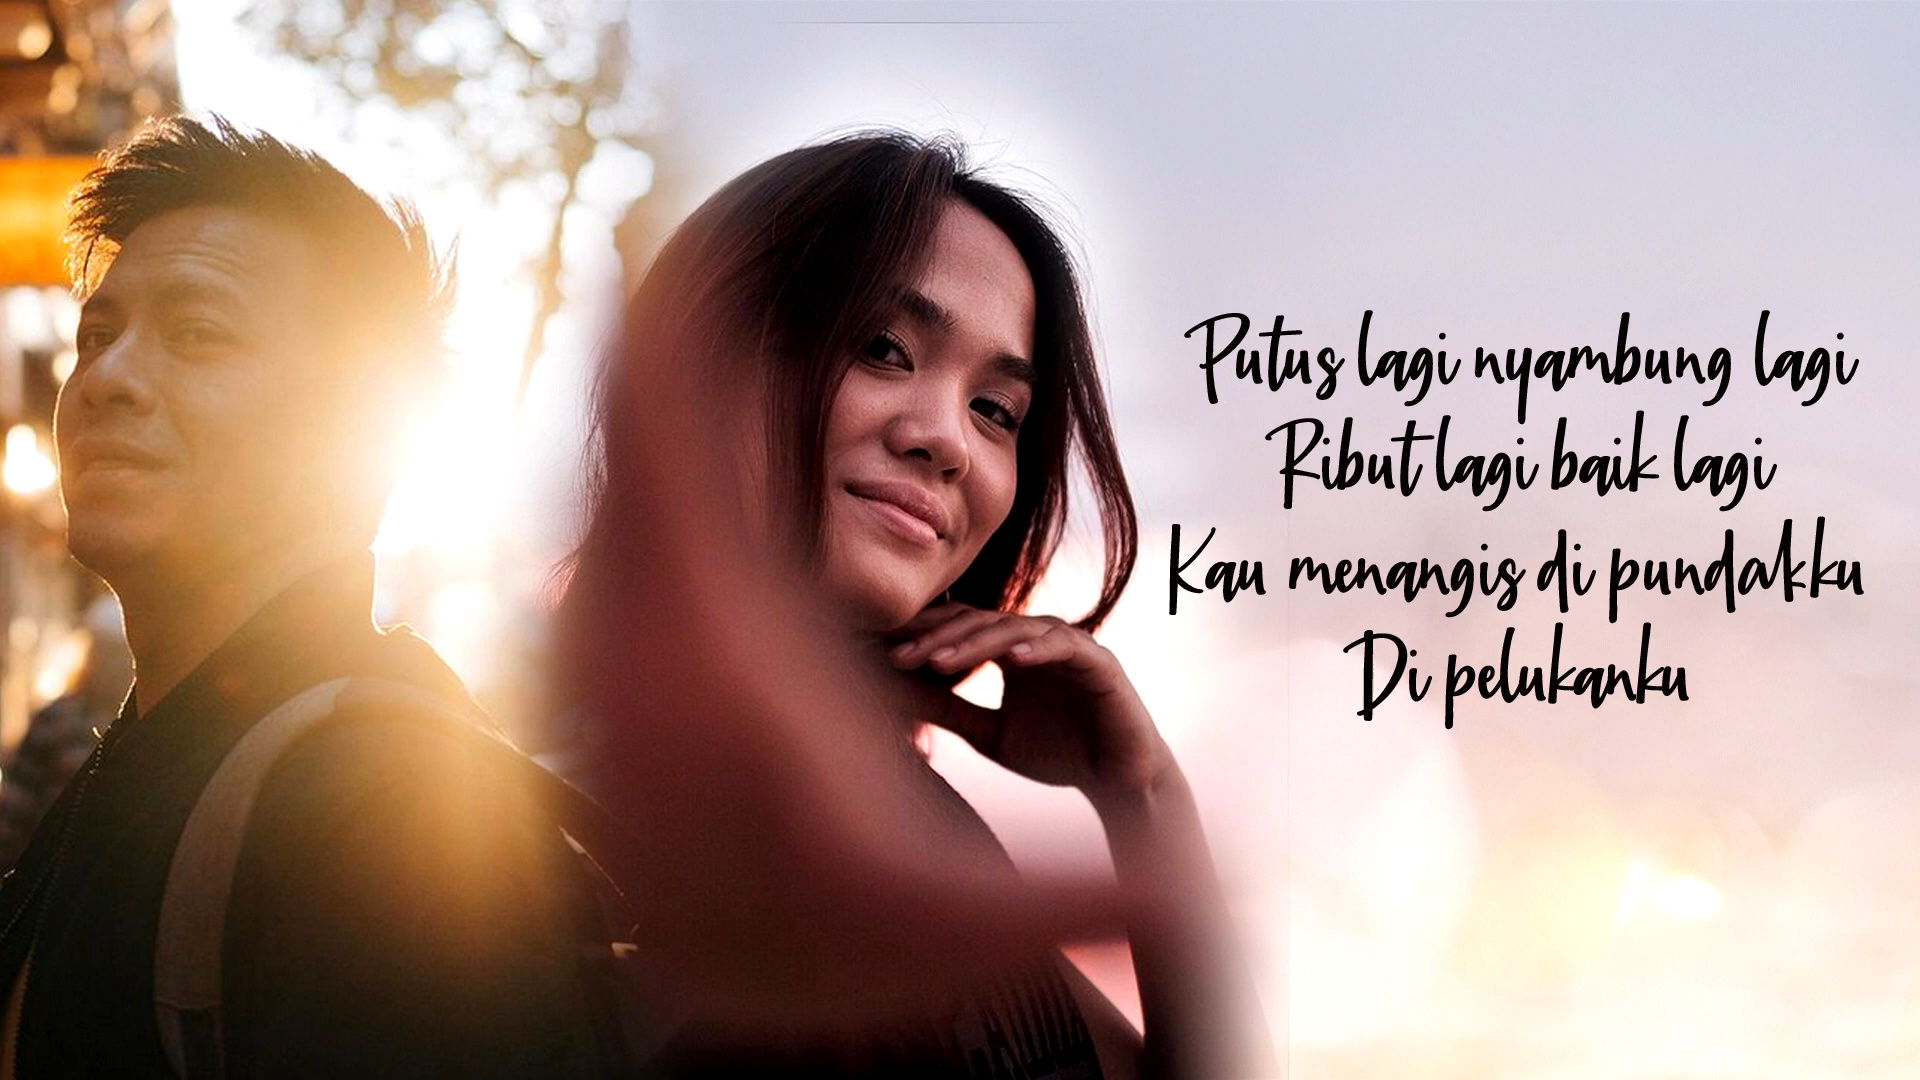 Putus lagi nyambung lagi
Ribut lagi baik lagi
Kau menangis di pundakku
Di pelukanku